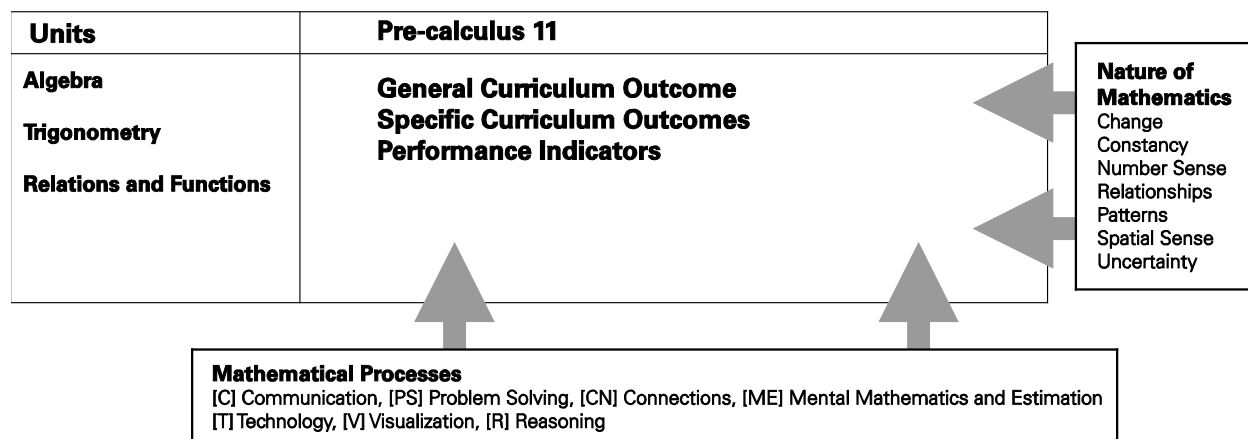 Units
Pre-calculus 11
Algebra
Trigonometry
Relations and Functions
General Curriculum Outcome
Specific Curriculum Outcomes
Performance Indicators
Nature of
Mathematics
Change
Constancy
Number Sense
Relationships
Patterns
Spatial Sense
Uncertainty
Mathematical Processes
[C] Communication, [PS] Problem Solving, [CN] Connections, [ME] Mental Mathematics and Estimation
[T] Technology, [V] Visualization, [R] Reasoning